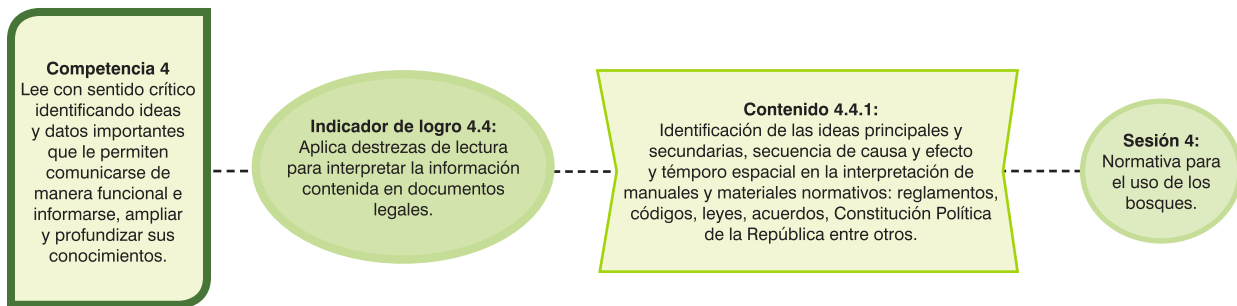 Competencia 4
Lee con sentido crítico
identificando ideas
y datos importantes
que le permiten
comunicarse de
manera funcional e
informarse, ampliar
y profundizar sus
conocimientos.
Indicador de logro 4.4:
Aplica destrezas de lectura
para interpretar la información
contenida en documentos
legales.
Contenido 4.4.1:
Identificación de las ideas principales y
secundarias, secuencia de causa y efecto
y témporo espacial en la interpretación de
manuales y materiales normativos: reglamentos,
códigos, leyes, acuerdos, Constitución Política
de la República entre otros.
Sesión 4:
Normativa para
el uso de los
bosques.